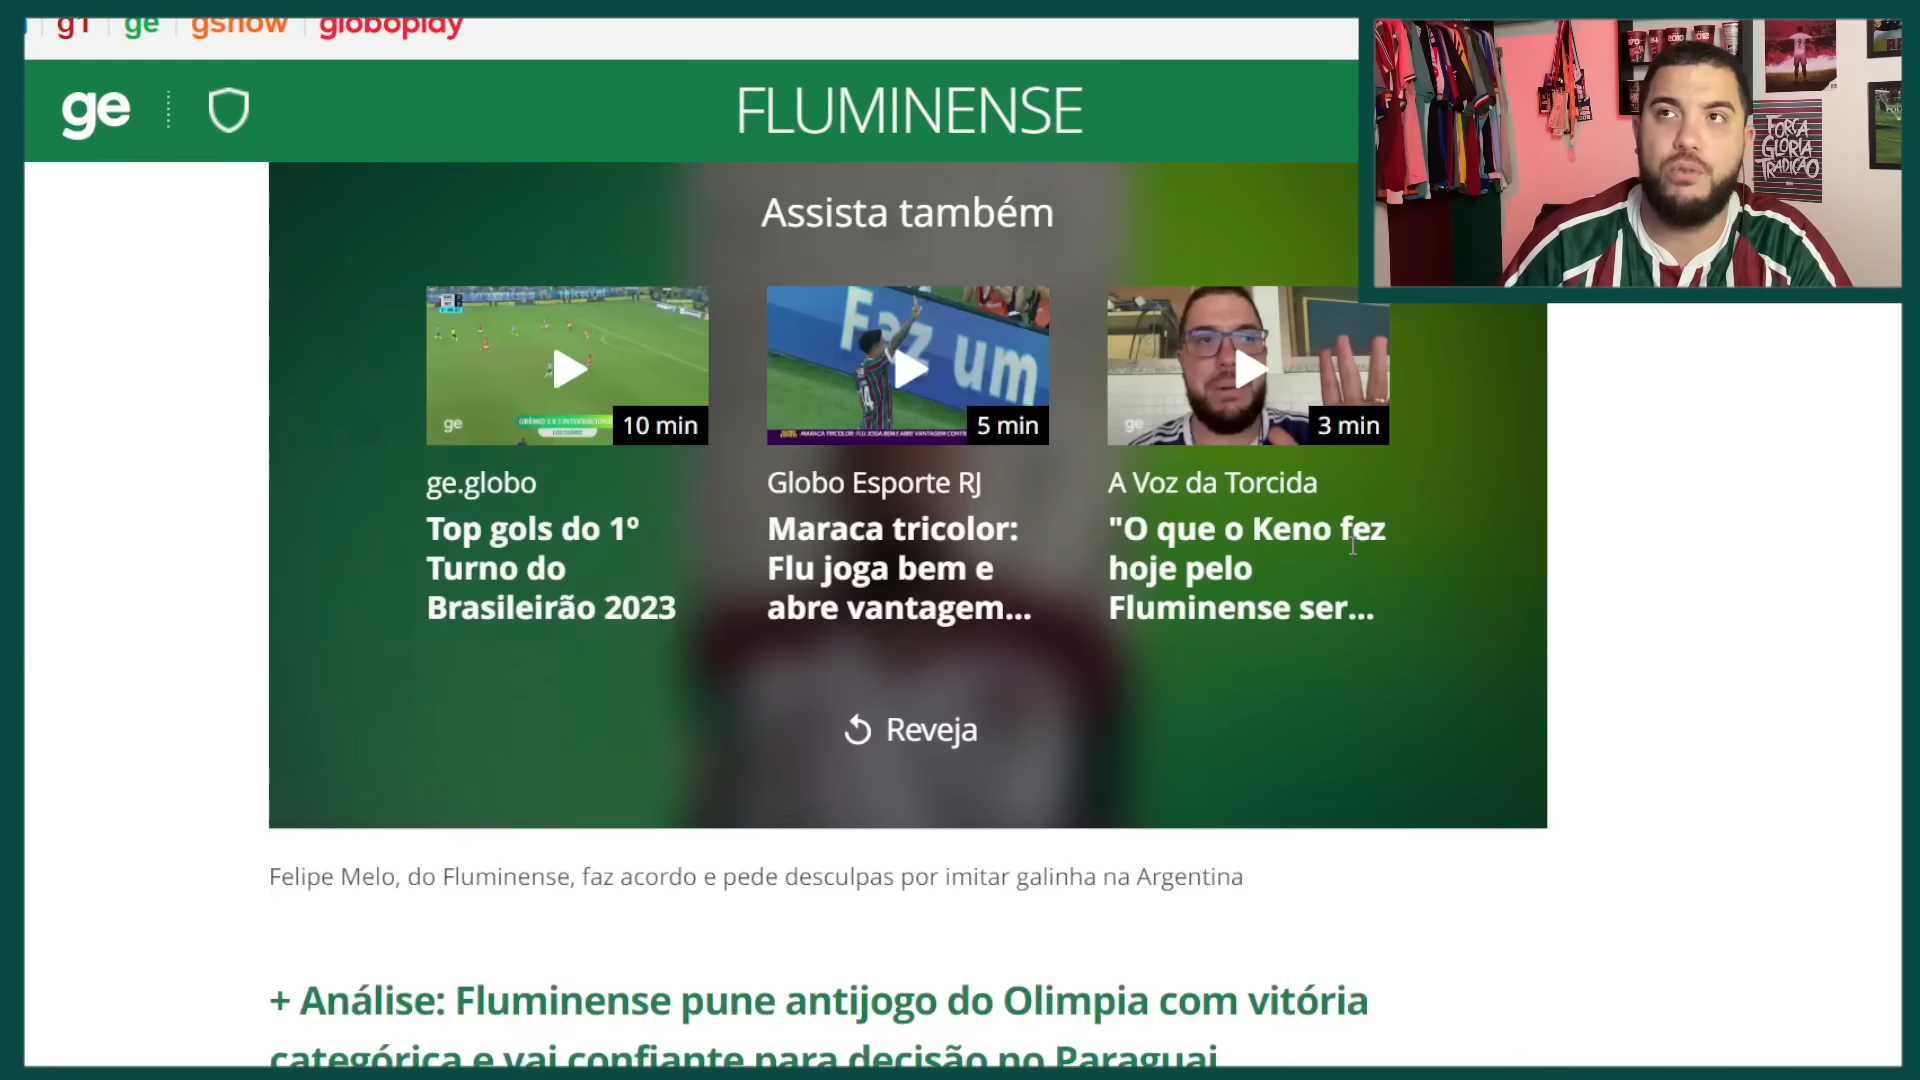 g1 ge gshow globoplay
ge FLUMINENSE
FORÇA
GLÓRIA
TRADIÇÃO
Assista também
Faz um
ge
10 min
5 min
ge
3 min
ge.globo
Top gols do 1º
Turno do
Brasileirão 2023
Globo Esporte RJ
Maraca tricolor:
Flu joga bem e
abre vantagem...
A Voz da Torcida
"O que o Keno fez
hoje pelo
Fluminense ser...
Reveja
Felipe Melo, do Fluminense, faz acordo e pede desculpas por imitar galinha na Argentina
+ Análise: Fluminense pune antijogo do Olimpia com vitória
categórica e vai confiante para decisão no Paraguai